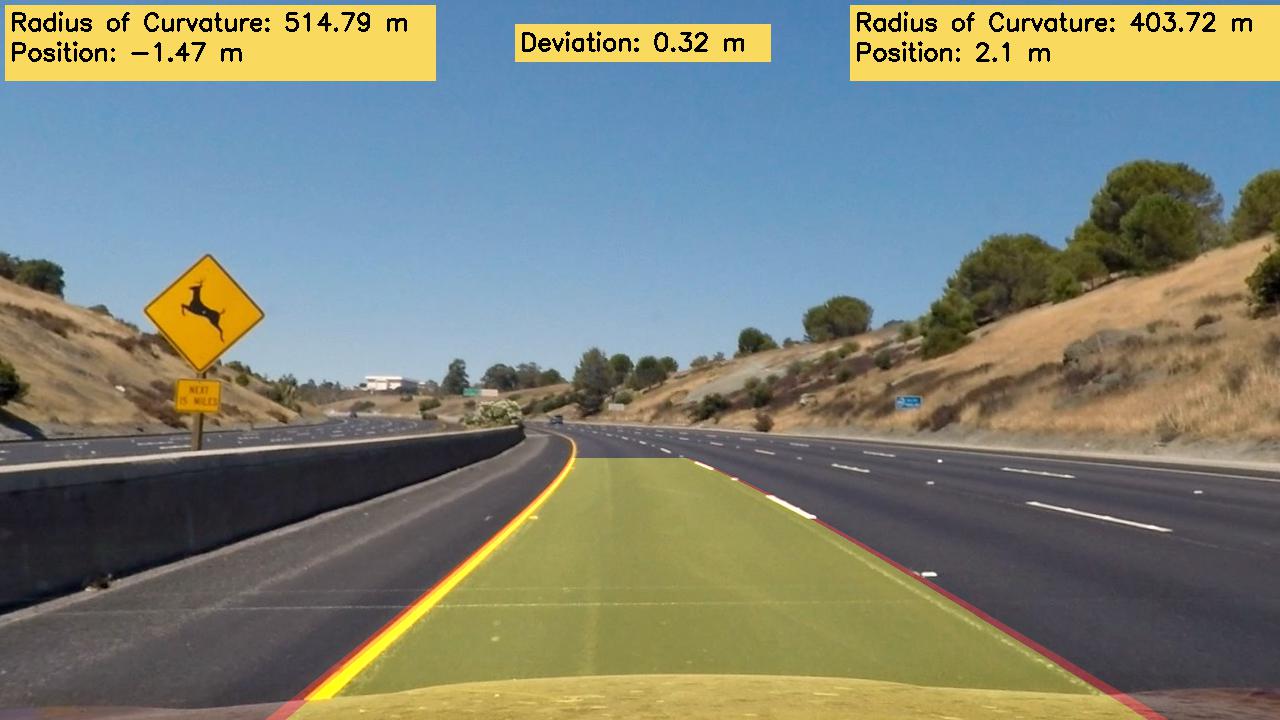 Radius of Curvature: 514.79 m
Position: −1.47 m
Deviation: 0.32 m
Radius of Curvature: 403.72 m
Position: 2.1 m
NEXT
15 MILES